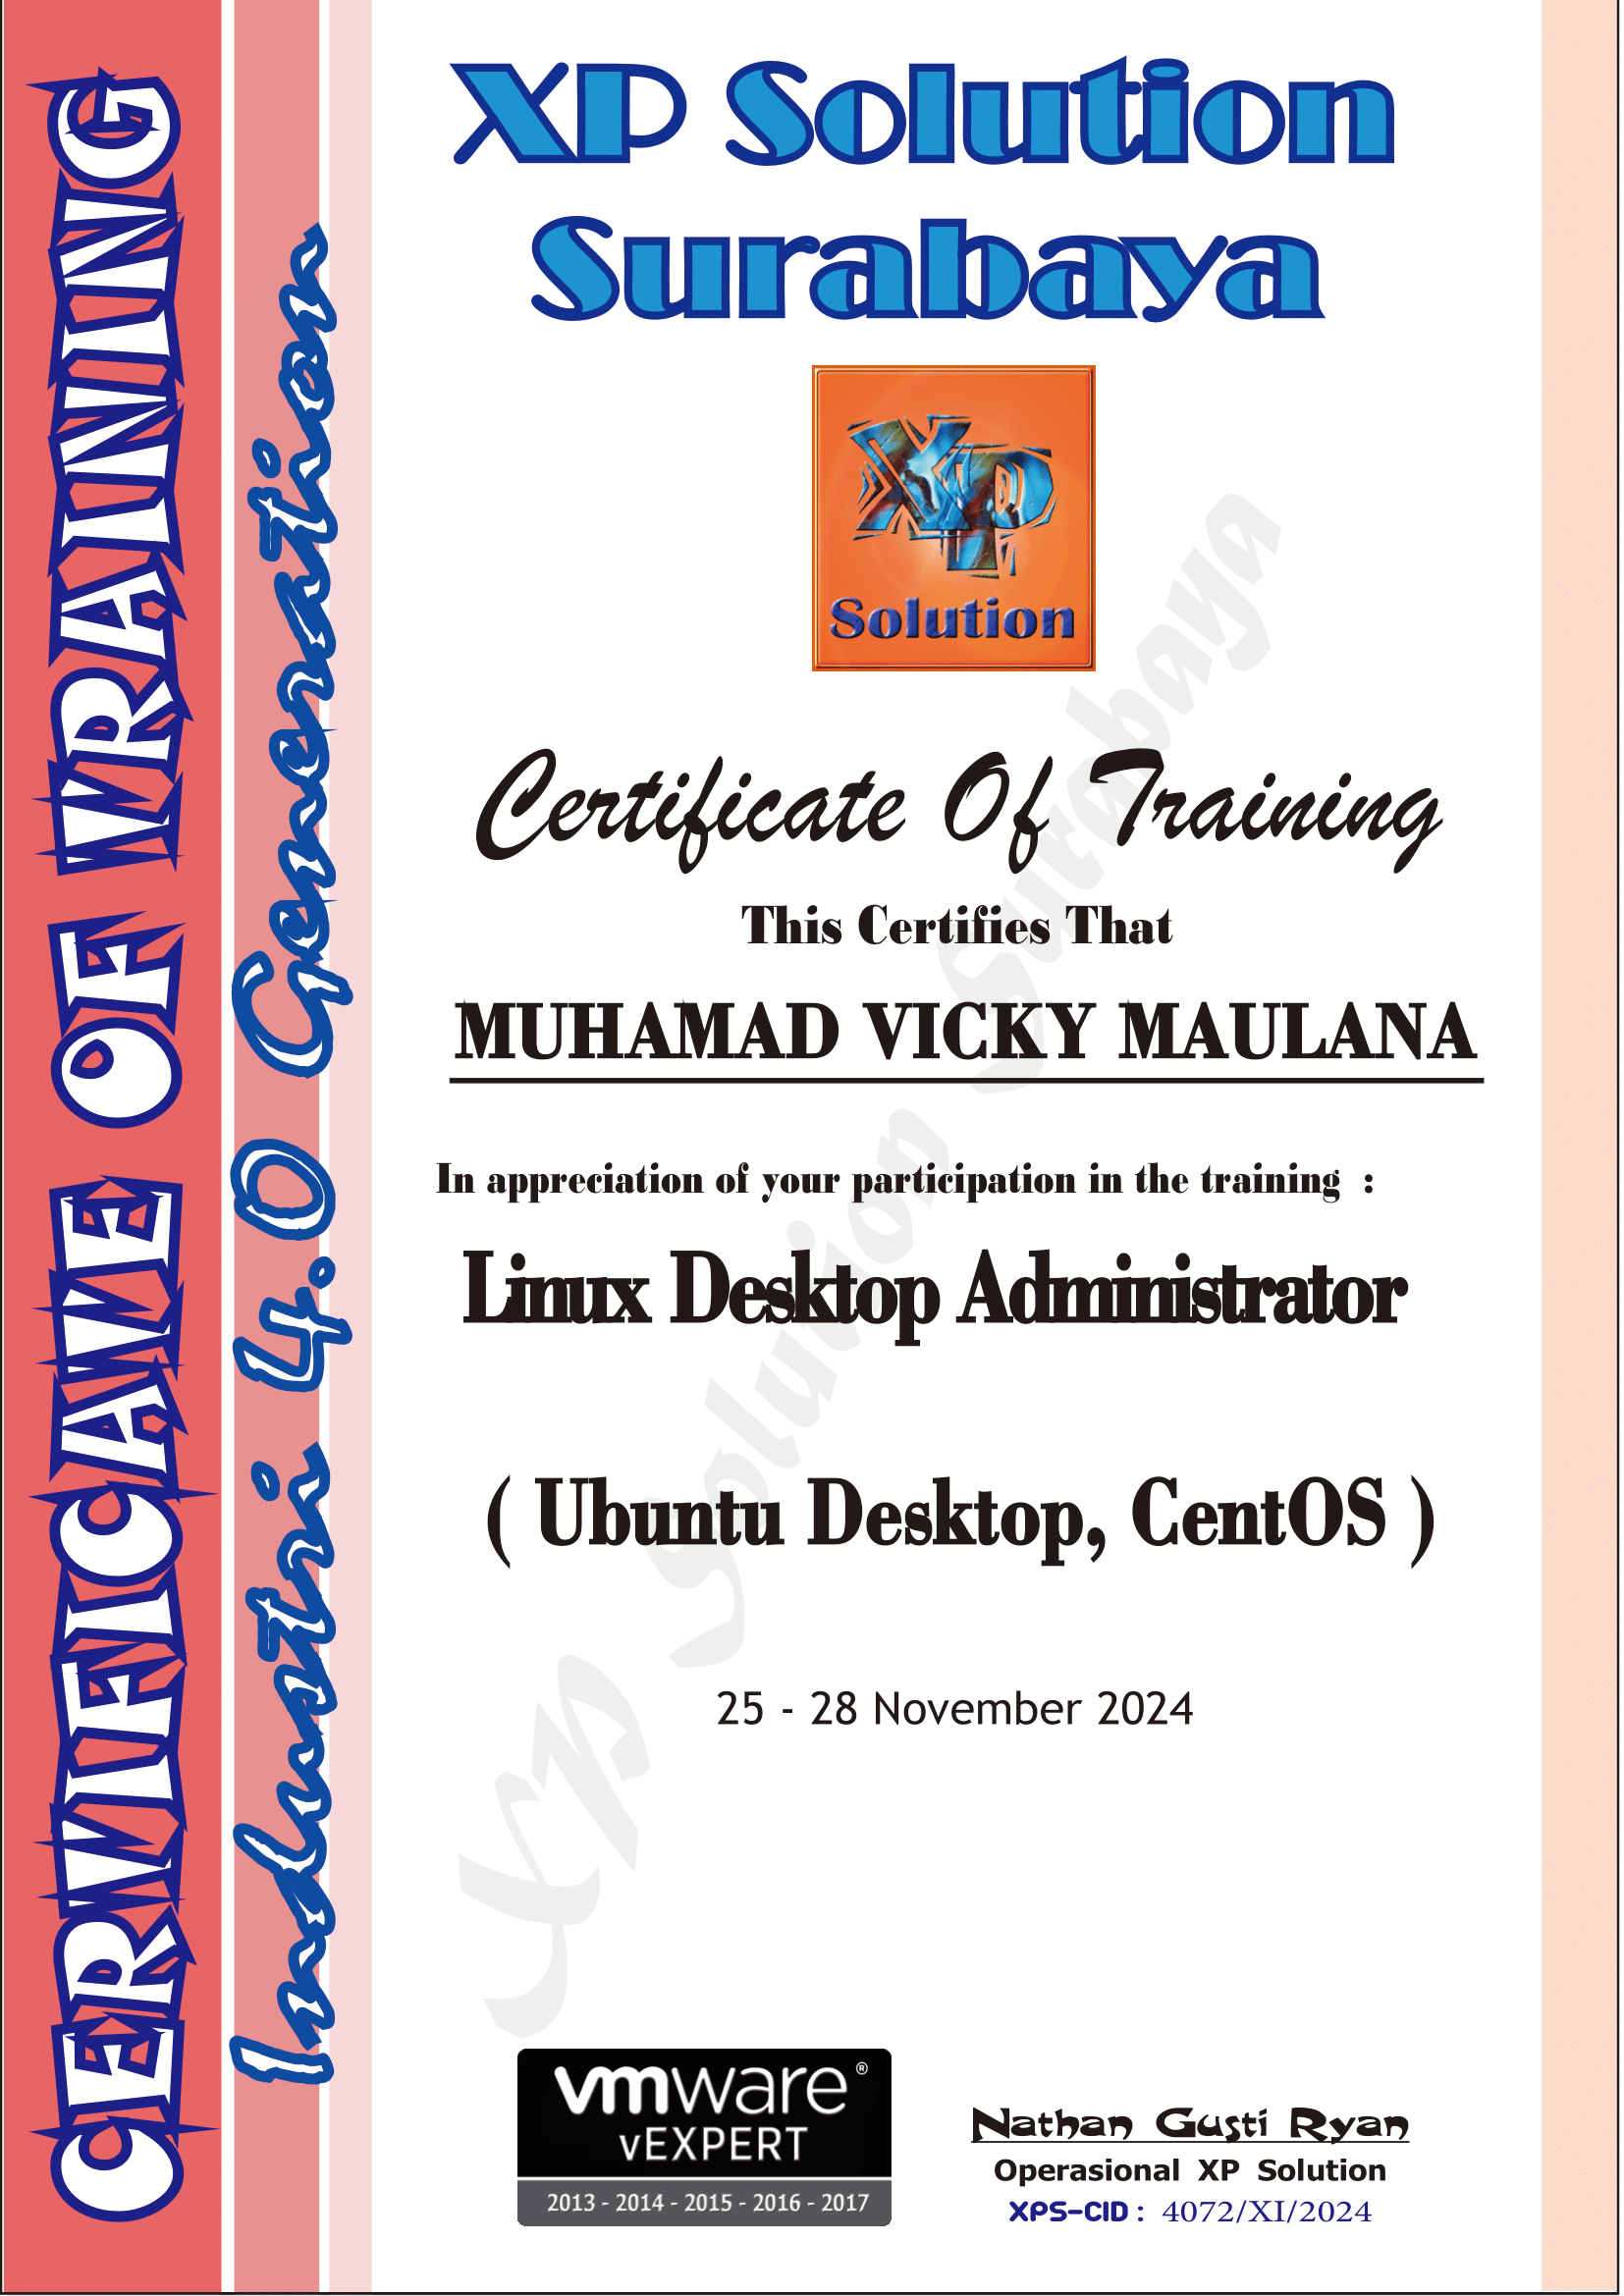 CERWIFICAWE OF WRAINING
Industri 4.0 Generation
XP Solution
Surabaya
XP
Solution
Certificate Of Training
This Certifies That
MUHAMAD VICKY MAULANA
In appreciation of your participation in the training :
Linux Desktop Administrator
( Ubuntu Desktop, CentOS )
25 - 28 November 2024
XP Solution Surabaya
vmware®
vEXPERT
2013 - 2014 - 2015 - 2016 - 2017
Nathan Gusti Ryan
Operasional XP Solution
XPS-CID : 4072/XI/2024